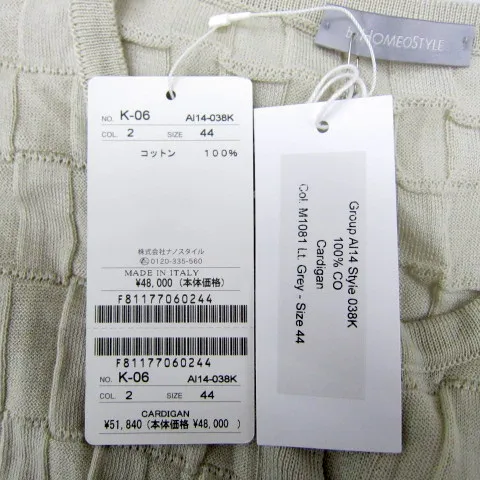 HOMEOSTYLE
NO. K-06 AI14-038K
COL. 2 SIZE 44
コットン 100%
株式会社ナノスタイル
0120-335-560
MADE IN ITALY
¥48,000 (本体価格)
F81177060244
F81177060244
NO. K-06 AI14-038K
COL. 2 SIZE 44
CARDIGAN
¥51,840 (本体価格 ¥48,000)
Group AI14 Style 038K
100% CO
Cardigan
Col. M1081 Lt. Grey - Size 44